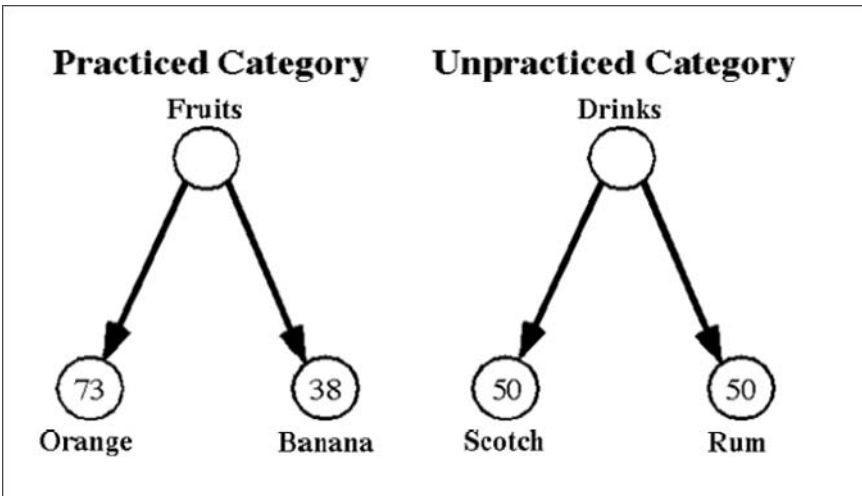 Practiced Category Unpracticed Category
Fruits Drinks
73 38 50 50
Orange Banana Scotch Rum